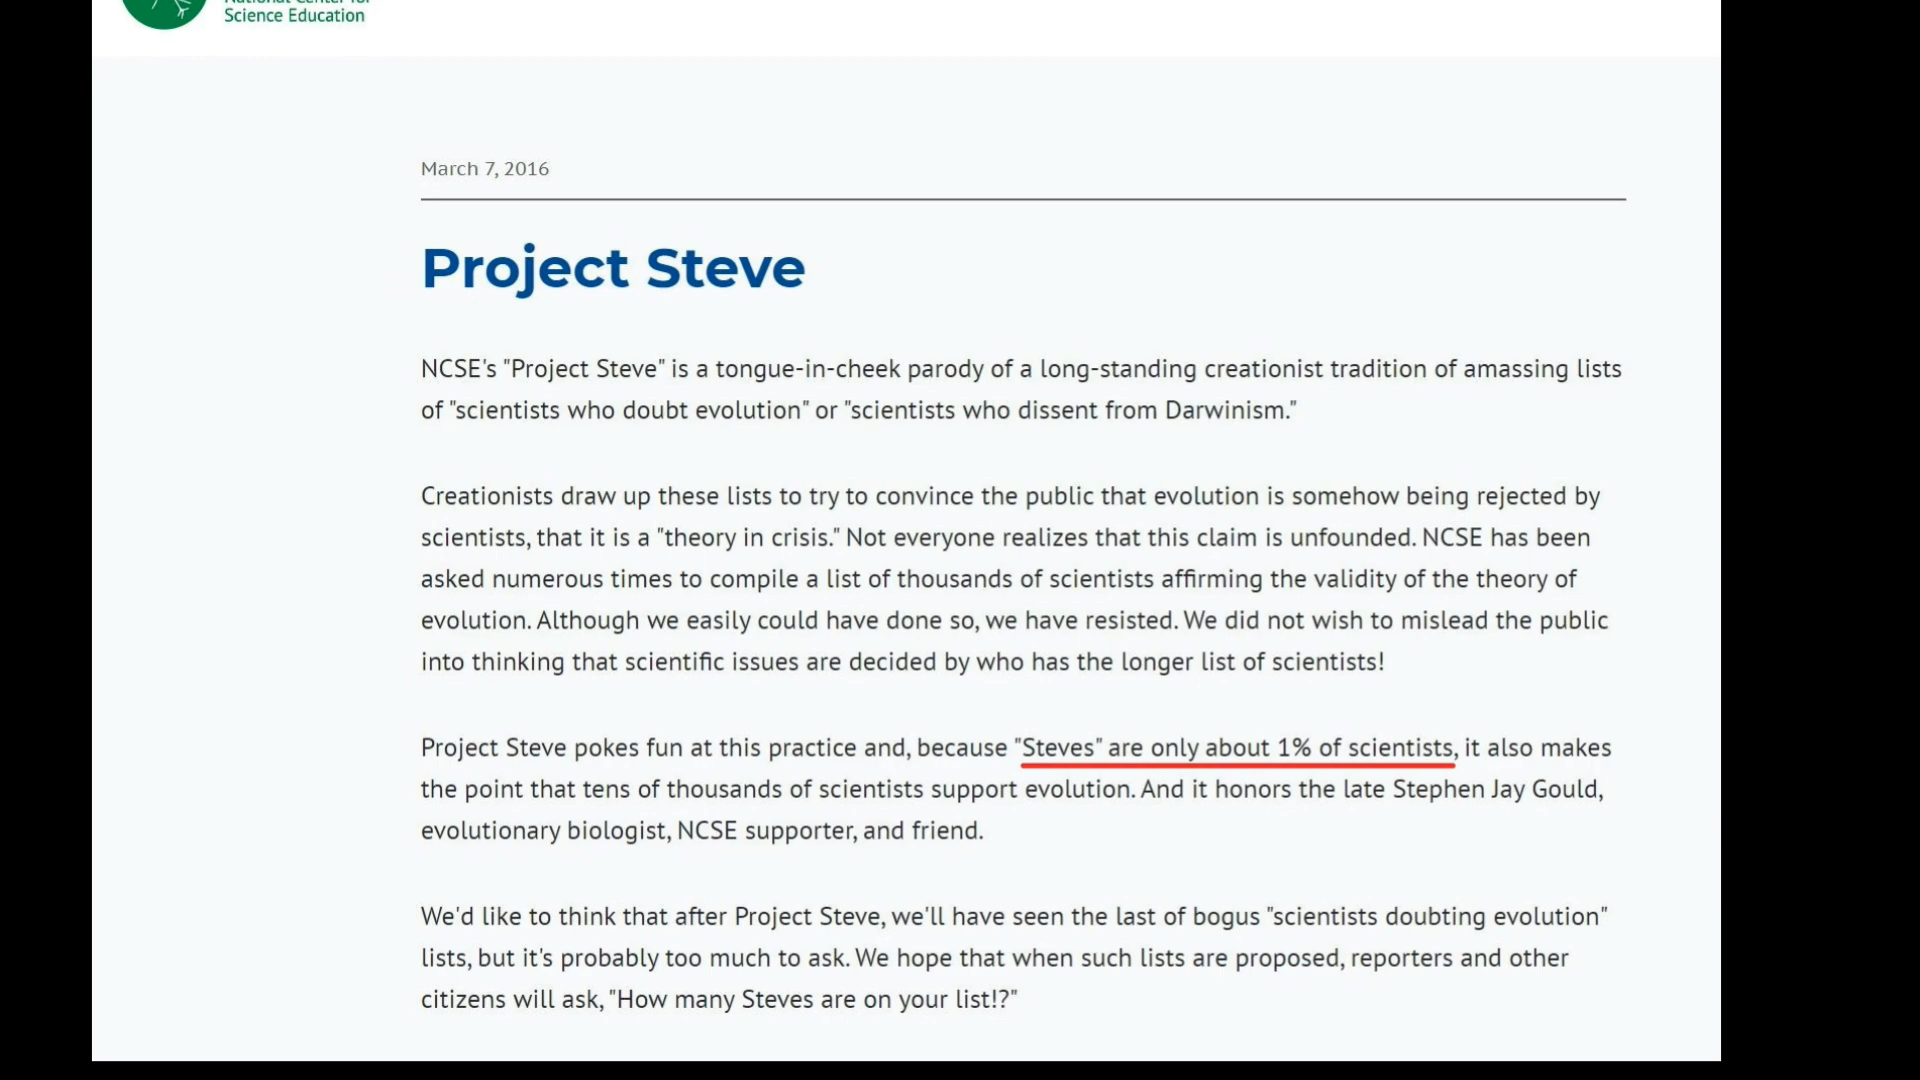 National Center for
Science Education
March 7, 2016
Project Steve
NCSE's "Project Steve" is a tongue-in-cheek parody of a long-standing creationist tradition of amassing lists
of "scientists who doubt evolution" or "scientists who dissent from Darwinism."
Creationists draw up these lists to try to convince the public that evolution is somehow being rejected by
scientists, that it is a "theory in crisis." Not everyone realizes that this claim is unfounded. NCSE has been
asked numerous times to compile a list of thousands of scientists affirming the validity of the theory of
evolution. Although we easily could have done so, we have resisted. We did not wish to mislead the public
into thinking that scientific issues are decided by who has the longer list of scientists!
Project Steve pokes fun at this practice and, because "Steves" are only about 1% of scientists, it also makes
the point that tens of thousands of scientists support evolution. And it honors the late Stephen Jay Gould,
evolutionary biologist, NCSE supporter, and friend.
We'd like to think that after Project Steve, we'll have seen the last of bogus "scientists doubting evolution"
lists, but it's probably too much to ask. We hope that when such lists are proposed, reporters and other
citizens will ask, "How many Steves are on your list!?"